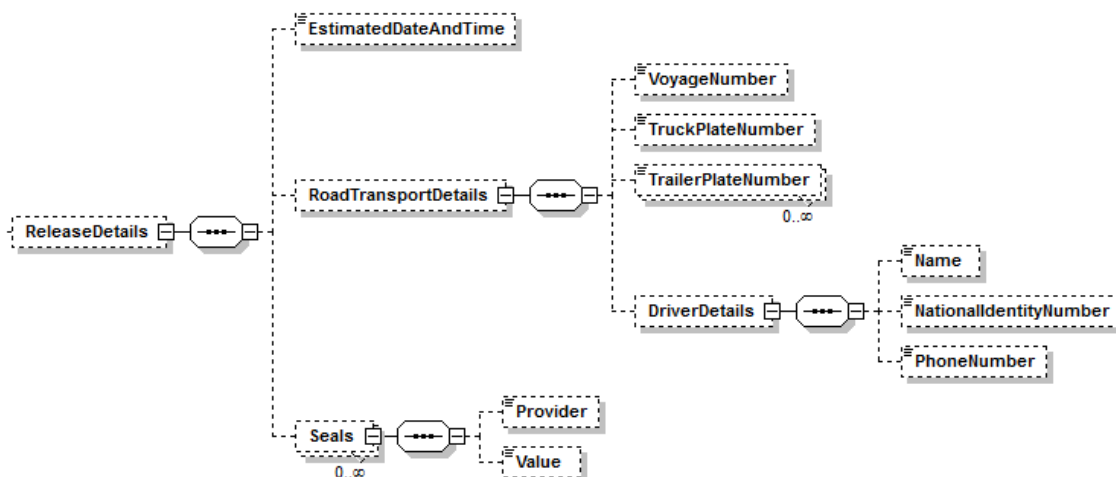 EstimatedDateAndTime
VoyageNumber
TruckPlateNumber
RoadTransportDetails
TrailerPlateNumber
0..∞
ReleaseDetails
Name
DriverDetails
NationalIdentityNumber
PhoneNumber
Provider
Seals
0..∞
Value